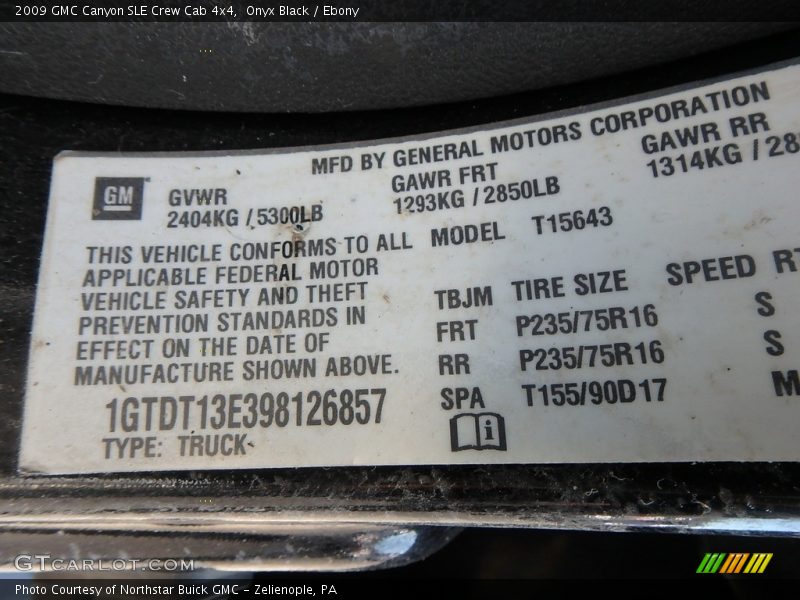 2009 GMC Canyon SLE Crew Cab 4x4, Onyx Black / Ebony
MFD BY GENERAL MOTORS CORPORATION
GM
GVWR
2404KG / 5300LB
GAWR FRT
1293KG / 2850LB
GAWR RR
1314KG / 28
THIS VEHICLE CONFORMS TO ALL
APPLICABLE FEDERAL MOTOR
VEHICLE SAFETY AND THEFT
PREVENTION STANDARDS IN
EFFECT ON THE DATE OF
MANUFACTURE SHOWN ABOVE.
1GTDT13E398126857
TYPE: TRUCK
MODEL T15643
TBJM TIRE SIZE SPEED RT
FRT P235/75R16 S
RR P235/75R16 S
SPA T155/90D17 M
i
GTCARLOT.COM
Photo Courtesy of Northstar Buick GMC - Zelienople, PA